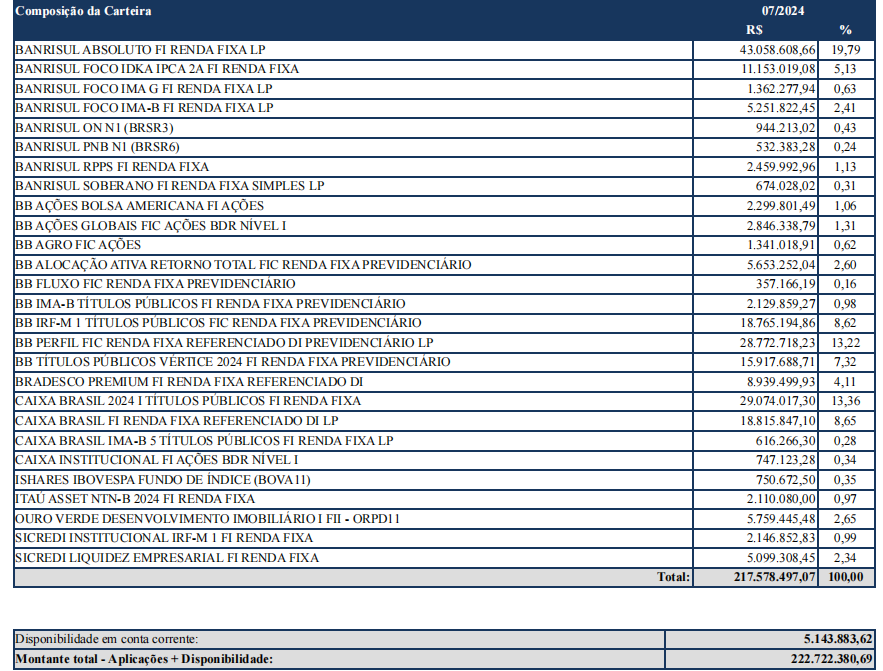 Composição da Carteira 07/2024
R$ %
BANRISUL ABSOLUTO FI RENDA FIXA LP 43.058.608,66 19,79
BANRISUL FOCO IDKA IPCA 2A FI RENDA FIXA 11.153.019,08 5,13
BANRISUL FOCO IMA G FI RENDA FIXA LP 1.362.277,94 0,63
BANRISUL FOCO IMA-B FI RENDA FIXA LP 5.251.822,45 2,41
BANRISUL ON N1 (BRSR3) 944.213,02 0,43
BANRISUL PNB N1 (BRSR6) 532.383,28 0,24
BANRISUL RPPS FI RENDA FIXA 2.459.992,96 1,13
BANRISUL SOBERANO FI RENDA FIXA SIMPLES LP 674.028,02 0,31
BB AÇÕES BOLSA AMERICANA FI AÇÕES 2.299.801,49 1,06
BB AÇÕES GLOBAIS FIC AÇÕES BDR NÍVEL I 2.846.338,79 1,31
BB AGRO FIC AÇÕES 1.341.018,91 0,62
BB ALOCAÇÃO ATIVA RETORNO TOTAL FIC RENDA FIXA PREVIDENCIÁRIO 5.653.252,04 2,60
BB FLUXO FIC RENDA FIXA PREVIDENCIÁRIO 357.166,19 0,16
BB IMA-B TÍTULOS PÚBLICOS FI RENDA FIXA PREVIDENCIÁRIO 2.129.859,27 0,98
BB IRF-M 1 TÍTULOS PÚBLICOS FIC RENDA FIXA PREVIDENCIÁRIO 18.765.194,86 8,62
BB PERFIL FIC RENDA FIXA REFERENCIADO DI PREVIDENCIÁRIO LP 28.772.718,23 13,22
BB TÍTULOS PÚBLICOS VÉRTICE 2024 FI RENDA FIXA PREVIDENCIÁRIO 15.917.688,71 7,32
BRADESCO PREMIUM FI RENDA FIXA REFERENCIADO DI 8.939.499,93 4,11
CAIXA BRASIL 2024 I TÍTULOS PÚBLICOS FI RENDA FIXA 29.074.017,30 13,36
CAIXA BRASIL FI RENDA FIXA REFERENCIADO DI LP 18.815.847,10 8,65
CAIXA BRASIL IMA-B 5 TÍTULOS PÚBLICOS FI RENDA FIXA LP 616.266,30 0,28
CAIXA INSTITUCIONAL FI AÇÕES BDR NÍVEL I 747.123,28 0,34
ISHARES IBOVESPA FUNDO DE ÍNDICE (BOVA11) 750.672,50 0,35
ITAÚ ASSET NTN-B 2024 FI RENDA FIXA 2.110.080,00 0,97
OURO VERDE DESENVOLVIMENTO IMOBILIÁRIO I FII - ORPD11 5.759.445,48 2,65
SICREDI INSTITUCIONAL IRF-M 1 FI RENDA FIXA 2.146.852,83 0,99
SICREDI LIQUIDEZ EMPRESARIAL FI RENDA FIXA 5.099.308,45 2,34
Total: 217.578.497,07 100,00
Disponibilidade em conta corrente: 5.143.883,62
Montante total - Aplicações + Disponibilidade: 222.722.380,69